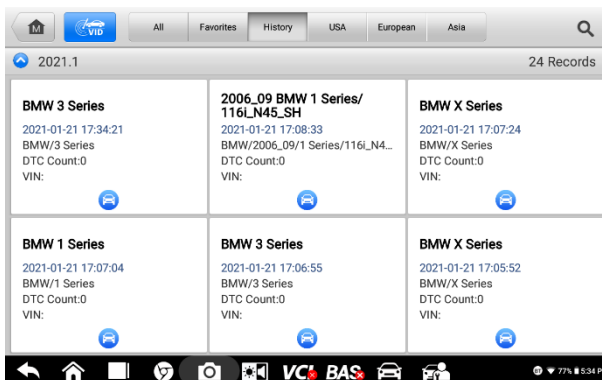 M
VID
All
Favorites
History
USA
European
Asia
2021.1
24 Records
BMW 3 Series
2021-01-21 17:34:21
BMW/3 Series
DTC Count:0
VIN:
2006_09 BMW 1 Series/
116i_N45_SH
2021-01-21 17:08:33
BMW/2006_09/1 Series/116i_N4...
DTC Count:0
VIN:
BMW X Series
2021-01-21 17:07:24
BMW/X Series
DTC Count:0
VIN:
BMW 1 Series
2021-01-21 17:07:04
BMW/1 Series
DTC Count:0
VIN:
BMW 3 Series
2021-01-21 17:06:55
BMW/3 Series
DTC Count:0
VIN:
BMW X Series
2021-01-21 17:05:52
BMW/X Series
DTC Count:0
VIN:
VCI
BAS
77%
5:34 P